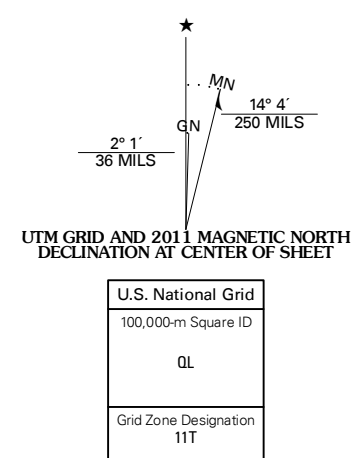 ★
MN
14° 4´
250 MILS
GN
2° 1´
36 MILS
UTM GRID AND 2011 MAGNETIC NORTH
DECLINATION AT CENTER OF SHEET
U.S. National Grid
100,000-m Square ID
QL
Grid Zone Designation
11T